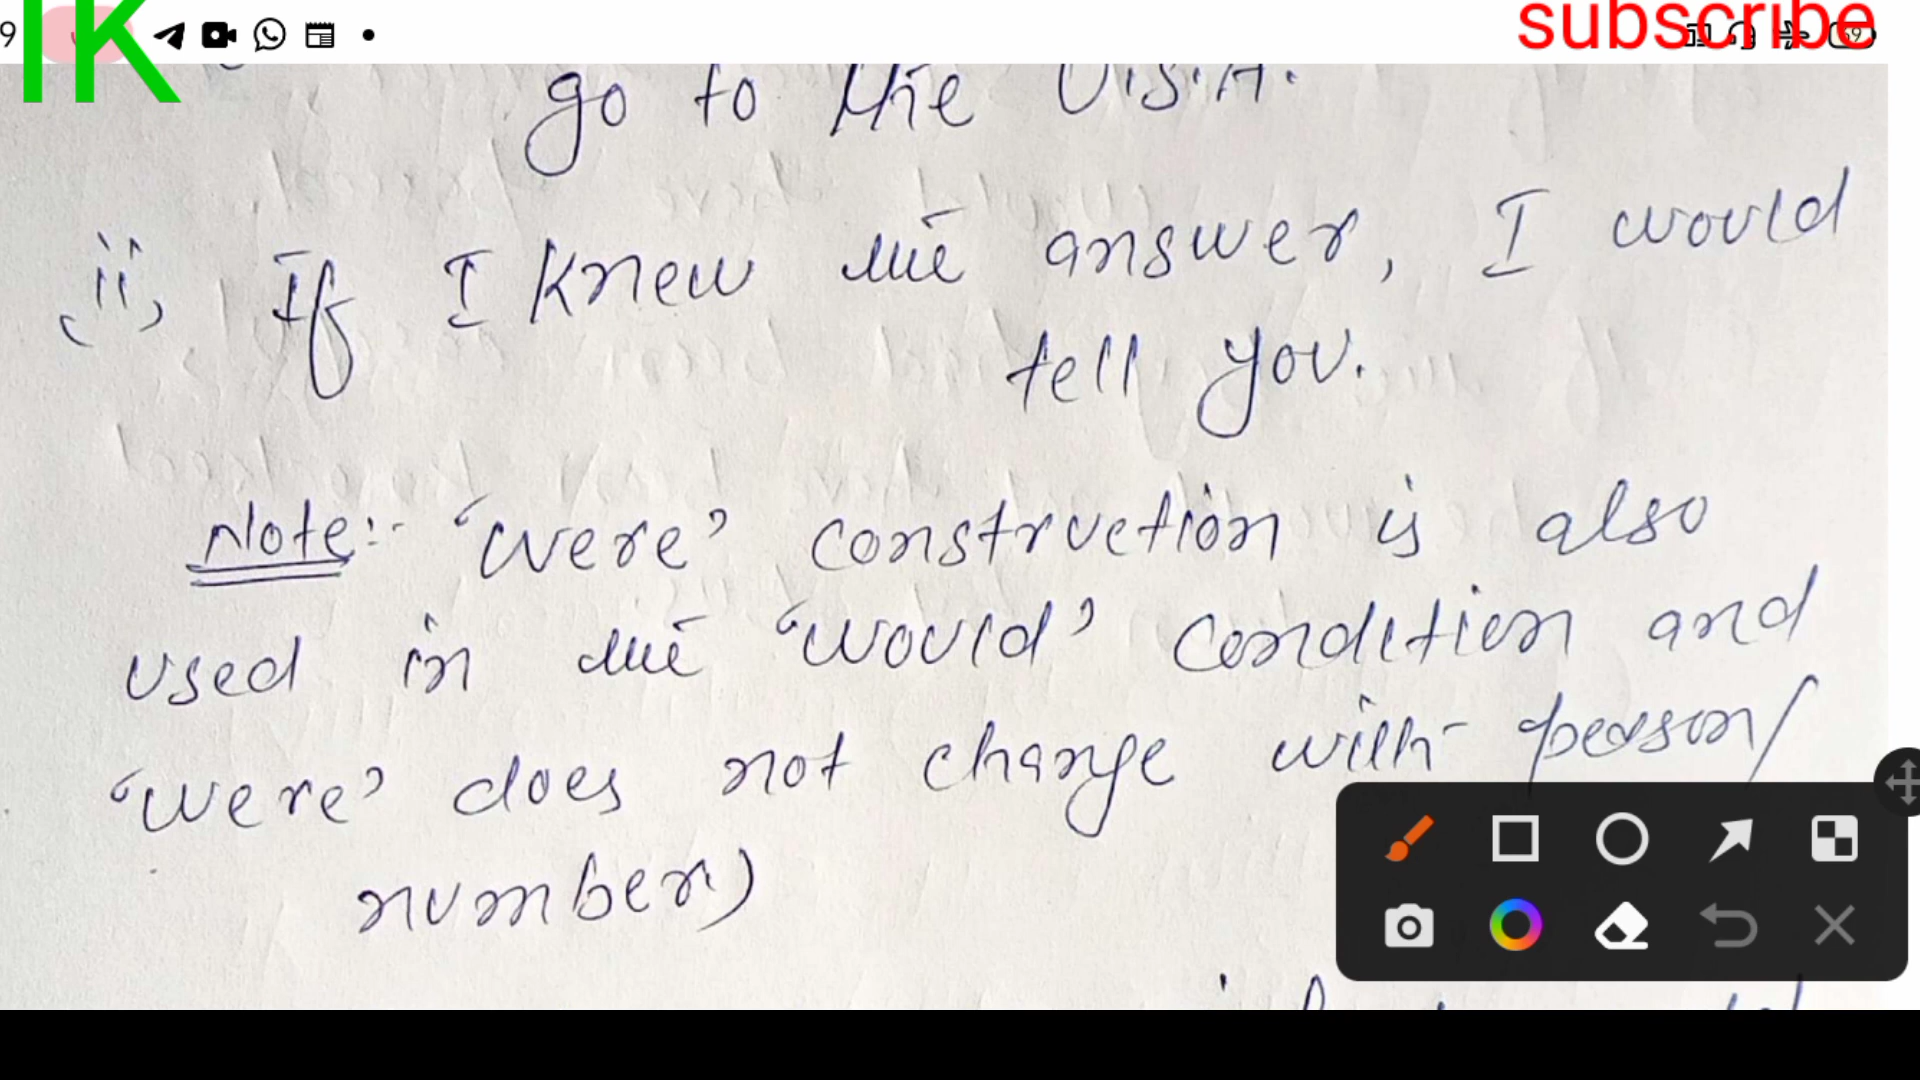 9
IK
subscribe
go to the U.S.A.
(ii) If I knew the answer, I would
tell you.
Note:- 'were' construction is also
used in the 'would' condition and
'were' does not change with person/
number)